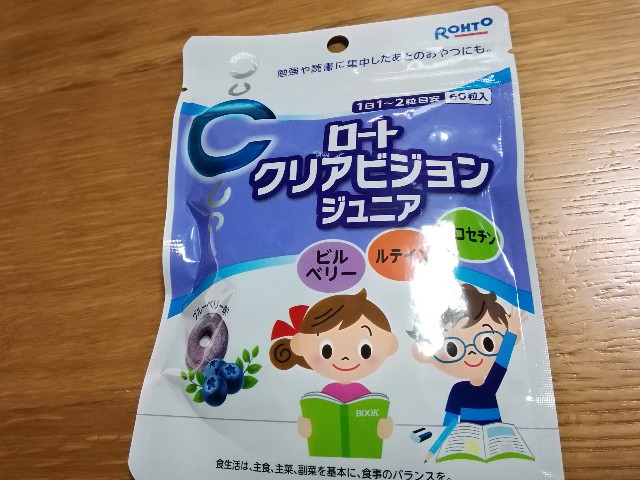 ROHTO
勉強や読書に集中したあとのおやつにも。
1日1~2粒目安 60粒入
ロート
クリアビジョン
ジュニア
ビル
ベリー
ルテイン
コセチン
ブルーベリー味
BOOK
食生活は、主食、主菜、副菜を基本に、食事のバランスを。